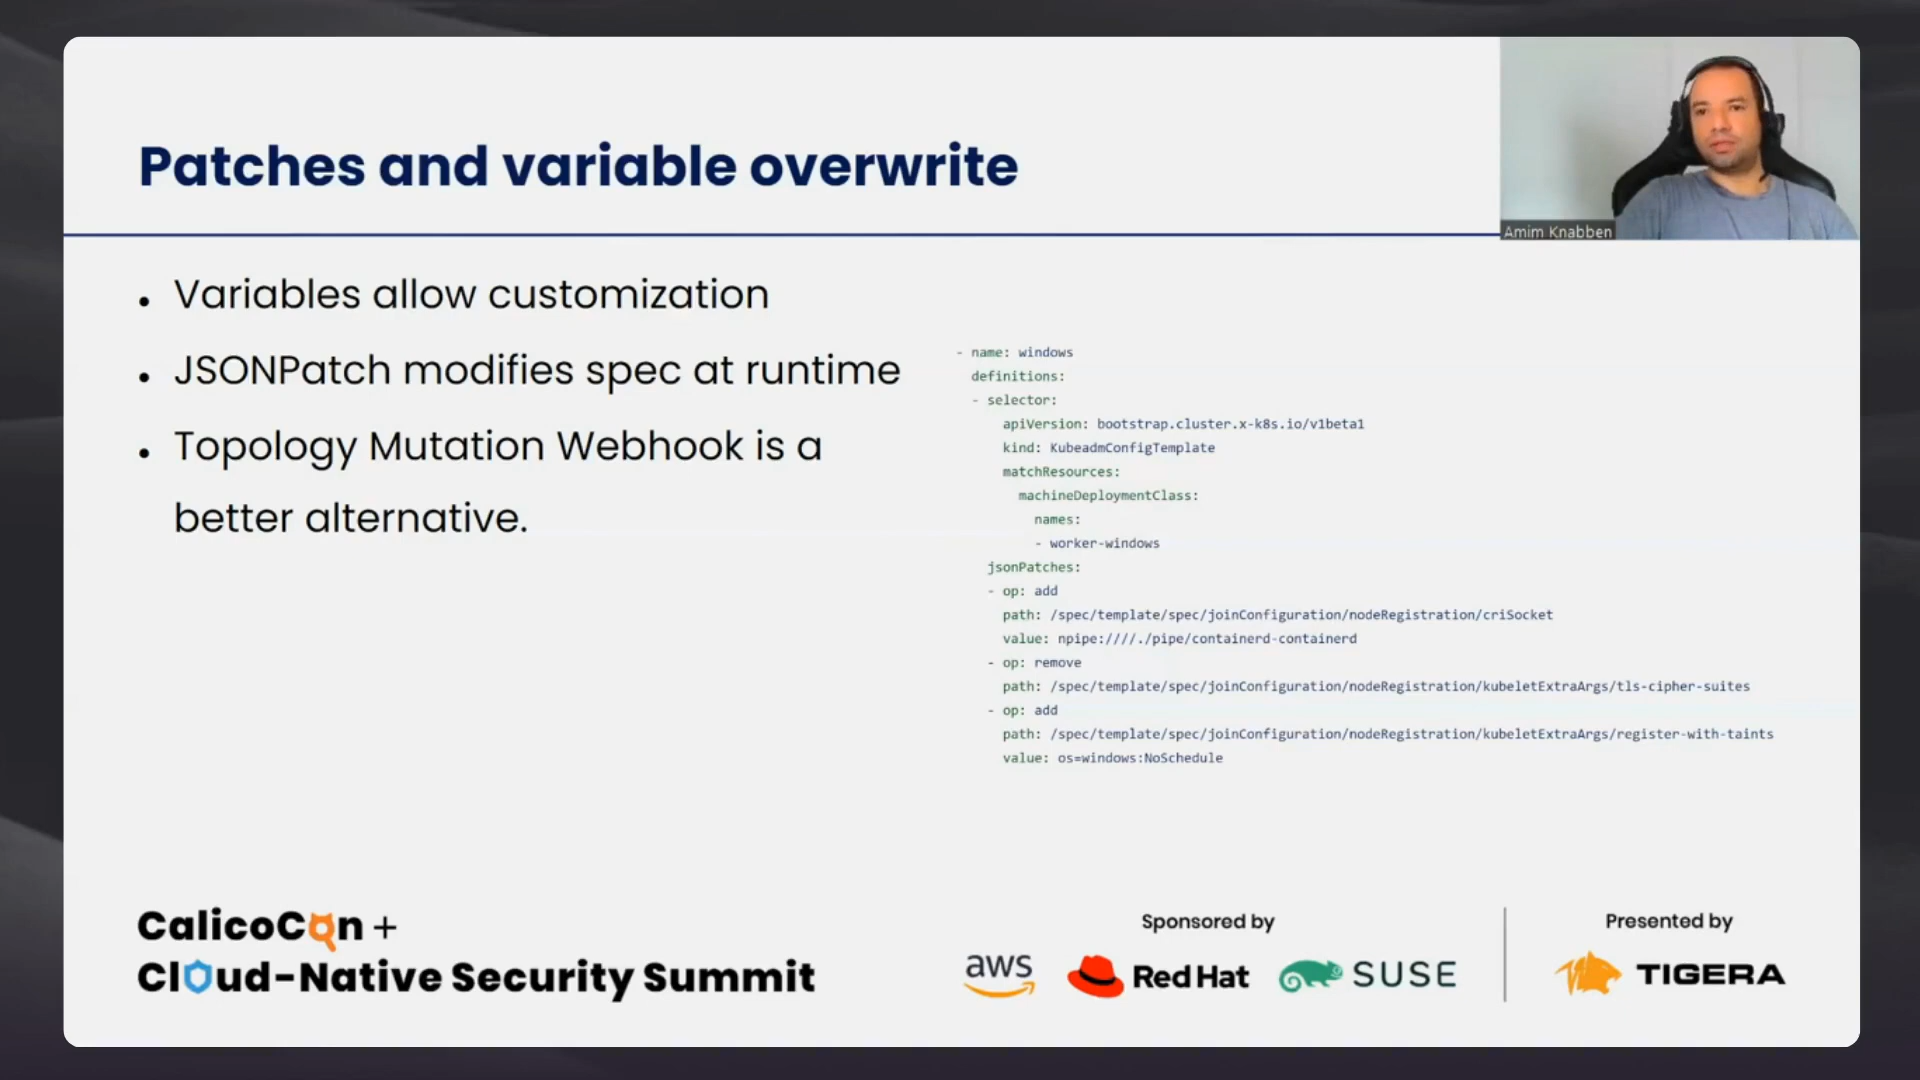 Patches and variable overwrite
Amim Knabben
• Variables allow customization
• JSONPatch modifies spec at runtime
• Topology Mutation Webhook is a
better alternative.
- name: windows
definitions:
- selector:
apiVersion: bootstrap.cluster.x-k8s.io/v1beta1
kind: KubeadmConfigTemplate
matchResources:
machineDeploymentClass:
names:
- worker-windows
jsonPatches:
- op: add
path: /spec/template/spec/joinConfiguration/nodeRegistration/criSocket
value: npipe:////./pipe/containerd-containerd
- op: remove
path: /spec/template/spec/joinConfiguration/nodeRegistration/kubeletExtraArgs/tls-cipher-suites
- op: add
path: /spec/template/spec/joinConfiguration/nodeRegistration/kubeletExtraArgs/register-with-taints
value: os=windows:NoSchedule
CalicoCon +
Cloud-Native Security Summit
Sponsored by
aws
Red Hat
SUSE
Presented by
TIGERA